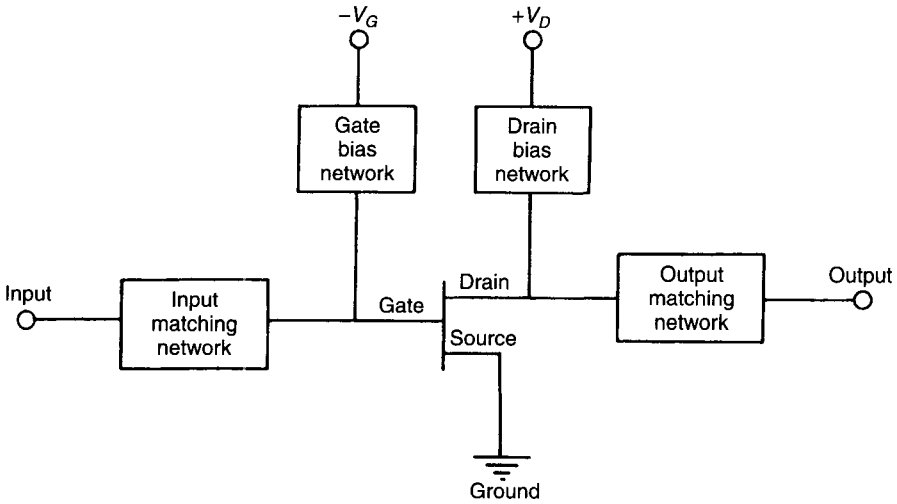 −V_G
+V_D
Gate
bias
network
Drain
bias
network
Input
Input
matching
network
Gate
Drain
Source
Output
matching
network
Output
Ground